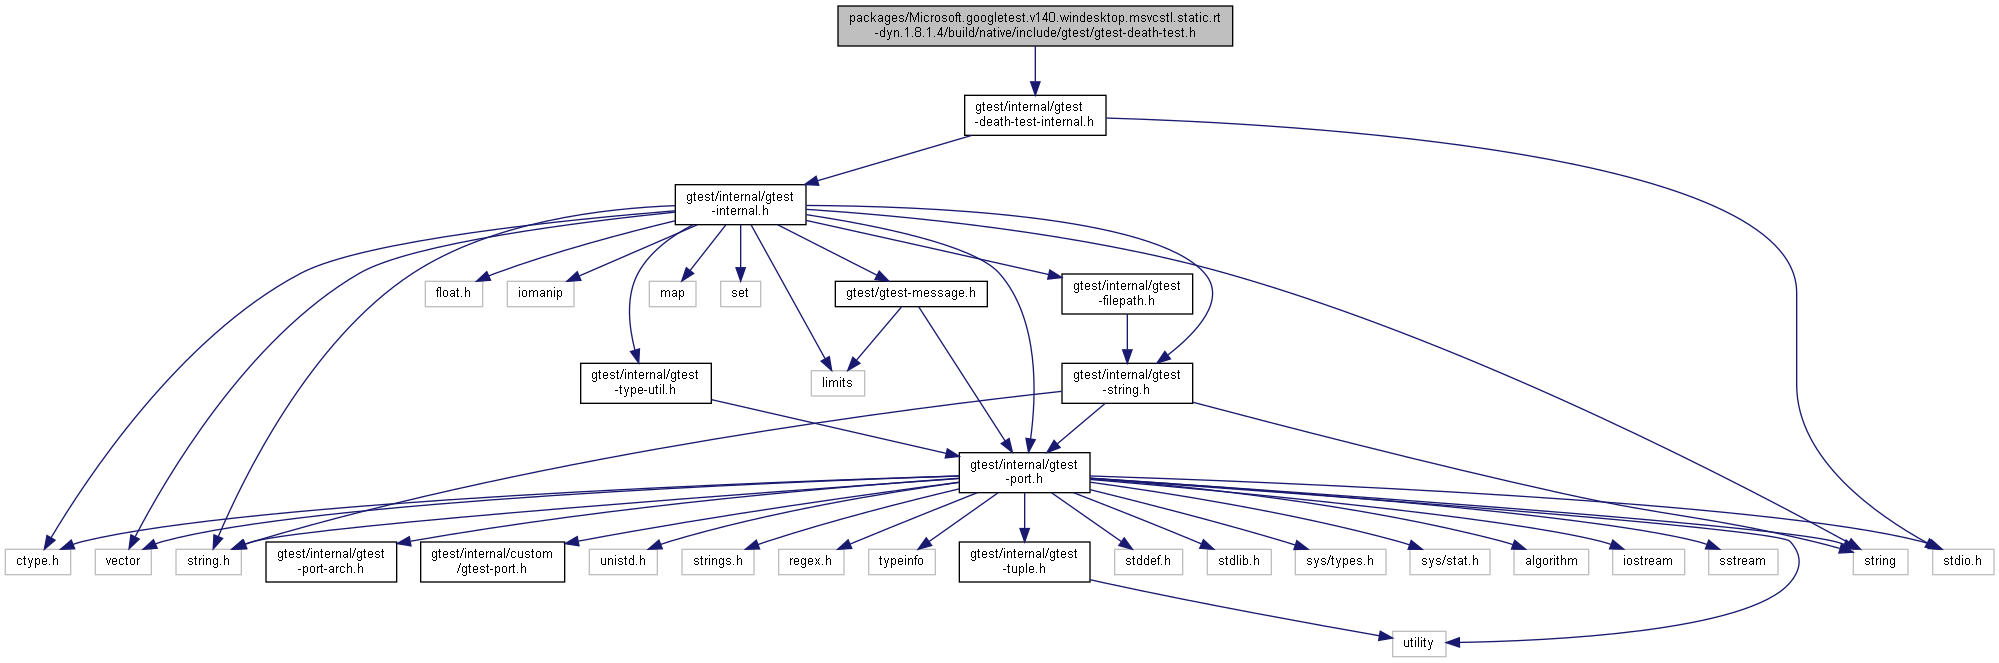 packages/Microsoft.googletest.v140.windesktop.msvcstl.static.rt
-dyn.1.8.1.4/build/native/include/gtest/gtest-death-test.h
gtest/internal/gtest
-death-test-internal.h
gtest/internal/gtest
-internal.h
float.h
iomanip
map
set
gtest/gtest-message.h
gtest/internal/gtest
-filepath.h
gtest/internal/gtest
-type-util.h
limits
gtest/internal/gtest
-string.h
gtest/internal/gtest
-port.h
ctype.h
vector
string.h
gtest/internal/gtest
-port-arch.h
gtest/internal/custom
/gtest-port.h
unistd.h
strings.h
regex.h
typeinfo
gtest/internal/gtest
-tuple.h
stddef.h
stdlib.h
sys/types.h
sys/stat.h
algorithm
iostream
sstream
string
stdio.h
utility